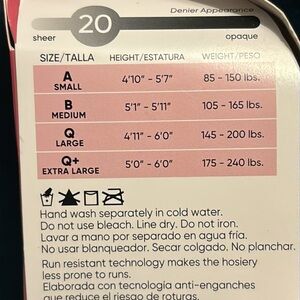 Denier Appearance
20
sheer opaque
SIZE/TALLA HEIGHT/ESTATURA WEIGHT/PESO
A
SMALL 4'10" - 5'7" 85 - 150 lbs.
B
MEDIUM 5'1" - 5'11" 105 - 165 lbs.
Q
LARGE 4'11" - 6'0" 145 - 200 lbs.
Q+
EXTRA LARGE 5'0" - 6'0" 175 - 240 lbs.
Hand wash separately in cold water.
Do not use bleach. Line dry. Do not iron.
Lavar a mano por separado en agua fría.
No usar blanqueador. Secar colgado. No planchar.
Run resistant technology makes the hosiery
less prone to runs.
Elaborada con tecnología anti-enganches
que reduce el riesgo de roturas.